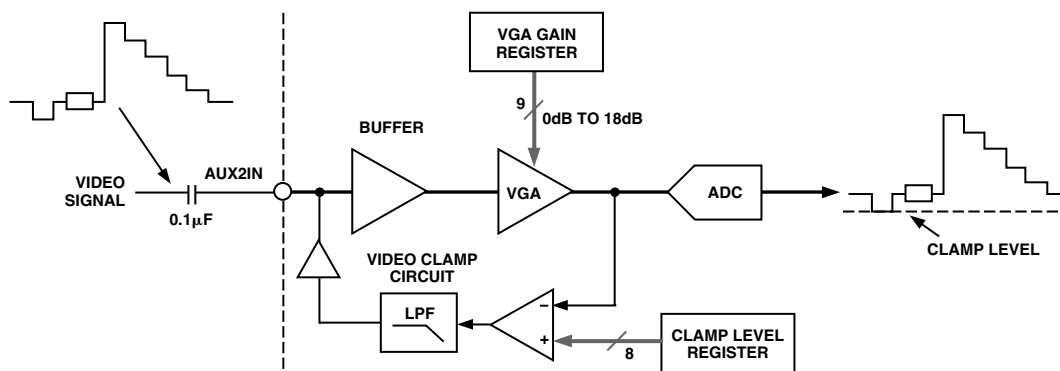 VGA GAIN
REGISTER
9
0dB TO 18dB
BUFFER
AUX2IN
VIDEO
SIGNAL
0.1μF
VGA
ADC
CLAMP LEVEL
VIDEO CLAMP
CIRCUIT
LPF
–
+
8
CLAMP LEVEL
REGISTER